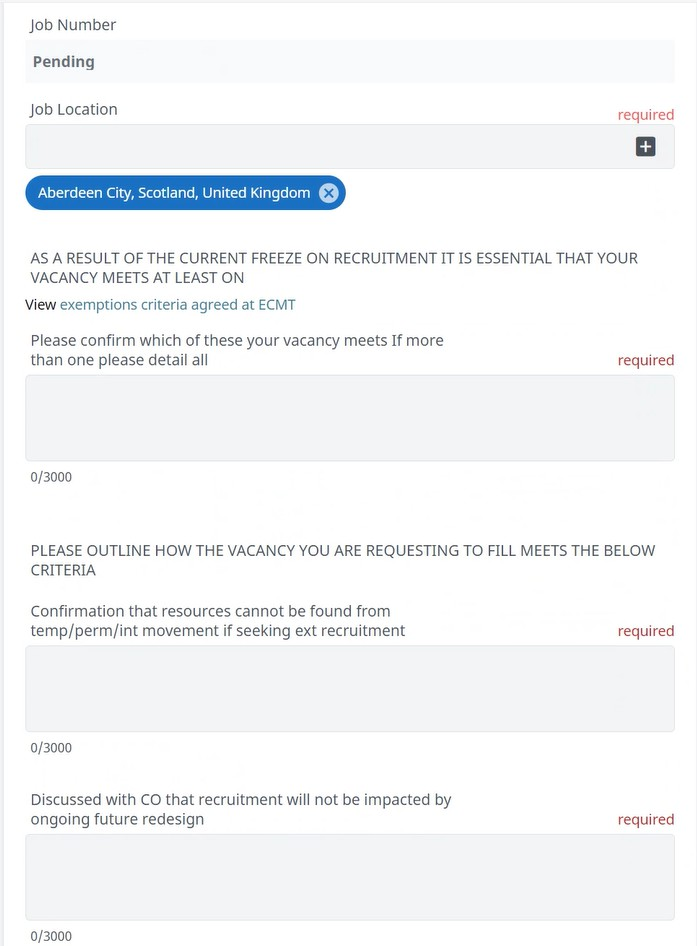 Job Number
Pending
Job Location
required
Aberdeen City, Scotland, United Kingdom
AS A RESULT OF THE CURRENT FREEZE ON RECRUITMENT IT IS ESSENTIAL THAT YOUR
VACANCY MEETS AT LEAST ON
View exemptions criteria agreed at ECMT
Please confirm which of these your vacancy meets If more
than one please detail all
required
0/3000
PLEASE OUTLINE HOW THE VACANCY YOU ARE REQUESTING TO FILL MEETS THE BELOW
CRITERIA
Confirmation that resources cannot be found from
temp/perm/int movement if seeking ext recruitment
required
0/3000
Discussed with CO that recruitment will not be impacted by
ongoing future redesign
required
0/3000